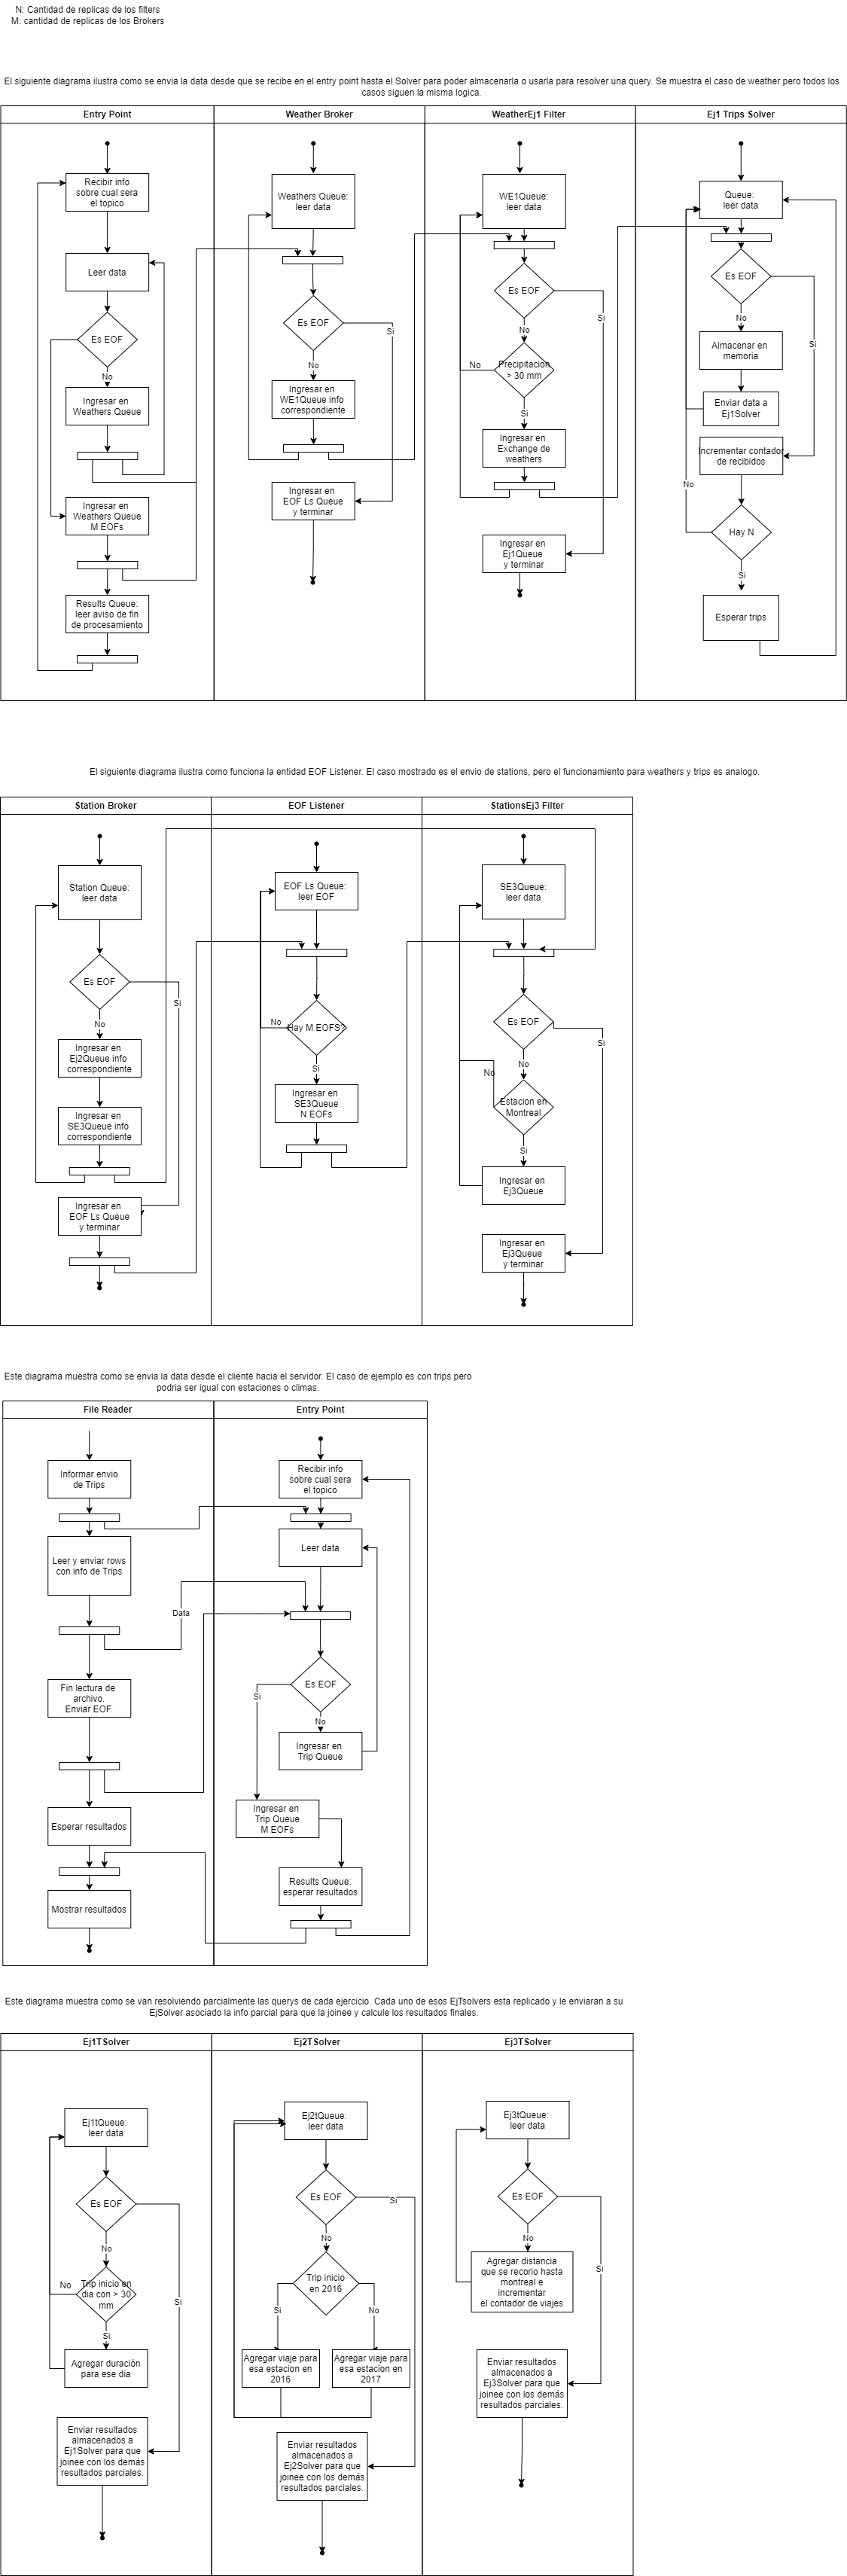 N: Cantidad de replicas de los filters
M: cantidad de replicas de los Brokers
El siguiente diagrama ilustra como se envia la data desde que se recibe en el entry point hasta el Solver para poder almacenarla o usarla para resolver una query. Se muestra el caso de weather pero todos los
casos siguen la misma logica.
Entry Point
Weather Broker
WeatherEj1 Filter
Ej1 Trips Solver
Recibir info
sobre cual sera
el topico
Leer data
Es EOF
No
Ingresar en
Weathers Queue
Ingresar en
Weathers Queue
M EOFs
Results Queue:
leer aviso de fin
de procesamiento
Weathers Queue:
leer data
Es EOF
Si
No
Ingresar en
WE1Queue info
correspondiente
Ingresar en
EOF Ls Queue
y terminar
WE1Queue:
leer data
Es EOF
Si
No
Precipitacion
> 30 mm
No
Si
Ingresar en
Exchange de
weathers
Ingresar en
Ej1Queue
y terminar
Queue:
leer data
Es EOF
Si
No
Almacenar en
memoria
Enviar data a
Ej1Solver
Incrementar contador
de recibidos
No
Hay N
Si
Esperar trips
El siguiente diagrama ilustra como funciona la entidad EOF Listener. El caso mostrado es el envio de stations, pero el funcionamiento para weathers y trips es analogo.
Station Broker
EOF Listener
StationsEj3 Filter
Station Queue:
leer data
Es EOF
Si
No
Ingresar en
Ej2Queue info
correspondiente
Ingresar en
SE3Queue info
correspondiente
Ingresar en
EOF Ls Queue
y terminar
EOF Ls Queue:
leer EOF
No
Hay M EOFS?
Si
Ingresar en
SE3Queue
N EOFs
SE3Queue:
leer data
Es EOF
Si
No
No
Estacion en
Montreal
Si
Ingresar en
Ej3Queue
Ingresar en
Ej3Queue
y terminar
Este diagrama muestra como se envia la data desde el cliente hacia el servidor. El caso de ejemplo es con trips pero
podria ser igual con estaciones o climas.
File Reader
Entry Point
Informar envio
de Trips
Leer y enviar rows
con info de Trips
Data
Fin lectura de
archivo.
Enviar EOF.
Esperar resultados
Mostrar resultados
Recibir info
sobre cual sera
el topico
Leer data
Es EOF
Si
No
Ingresar en
Trip Queue
Ingresar en
Trip Queue
M EOFs
Results Queue:
esperar resultados
Este diagrama muestra como se van resolviendo parcialmente las querys de cada ejercicio. Cada uno de esos EjTsolvers esta replicado y le enviaran a su
EjSolver asociado la info parcial para que la joinee y calcule los resultados finales.
Ej1TSolver
Ej2TSolver
Ej3TSolver
Ej1tQueue:
leer data
Es EOF
No
No
Trip inicio en
dia con > 30
mm
Si
Si
Agregar duración
para ese dia
Enviar resultados
almacenados a
Ej1Solver para que
joinee con los demás
resultados parciales.
Ej2tQueue:
leer data
Es EOF
Si
No
Trip inicio
en 2016
Si
No
Agregar viaje para
esa estacion en
2016
Agregar viaje para
esa estacion en
2017
Enviar resultados
almacenados a
Ej2Solver para que
joinee con los demás
resultados parciales.
Ej3tQueue:
leer data
Es EOF
No
Si
Agregar distancia
que se recorio hasta
montreal e
incrementar
el contador de viajes
Enviar resultados
almacenados a
Ej3Solver para que
joinee con los demás
resultados parciales.